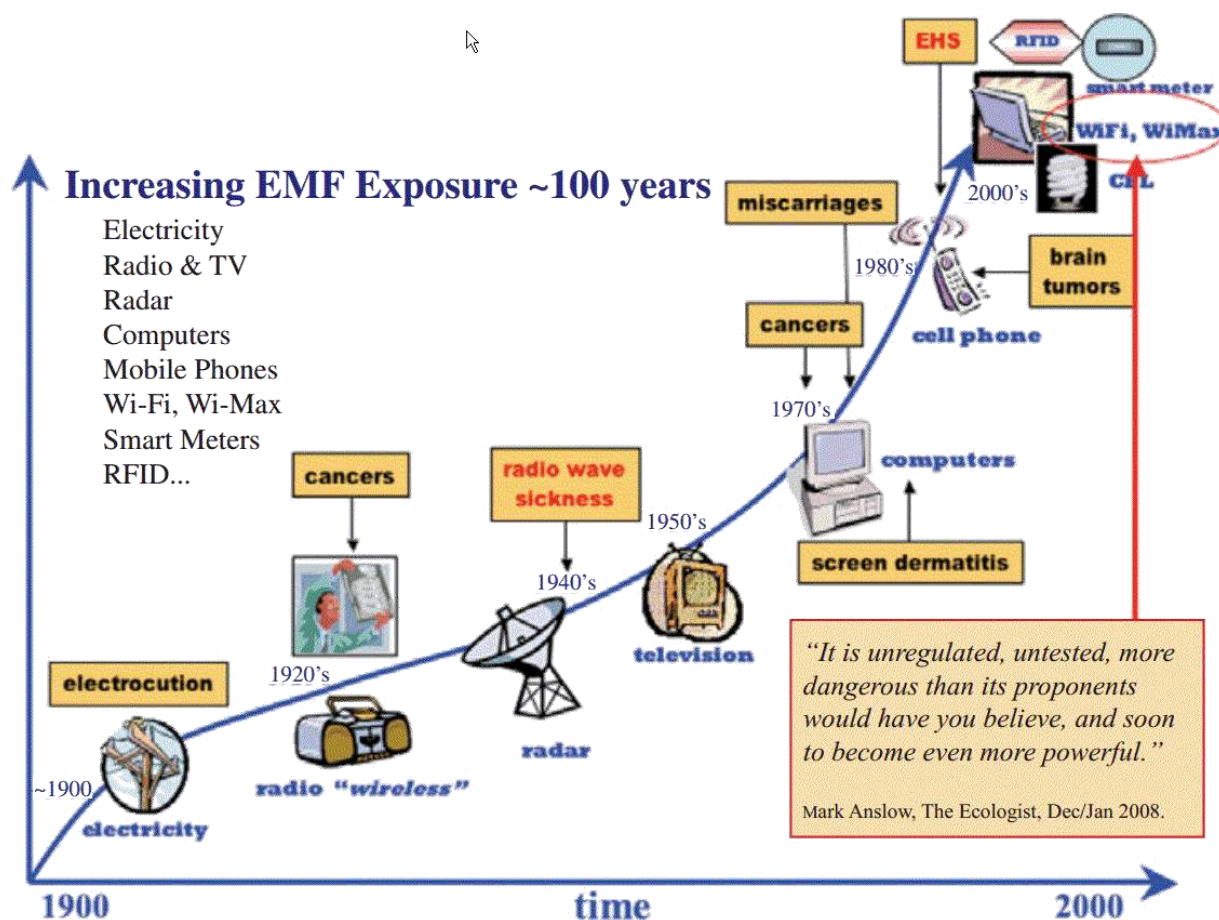 EHS
RFID
smart meter
WiFi, WiMax
CFL
2000's
Increasing EMF Exposure ~100 years
Electricity
Radio & TV
Radar
Computers
Mobile Phones
Wi-Fi, Wi-Max
Smart Meters
RFID...
miscarriages
1980's
brain
tumors
cell phone
cancers
1970's
computers
cancers
radio wave
sickness
1950's
screen dermatitis
1940's
television
electrocution
1920's
radar
~1900
electricity
radio "wireless"
“It is unregulated, untested, more
dangerous than its proponents
would have you believe, and soon
to become even more powerful.”
Mark Anslow, The Ecologist, Dec/Jan 2008.
1900
time
2000